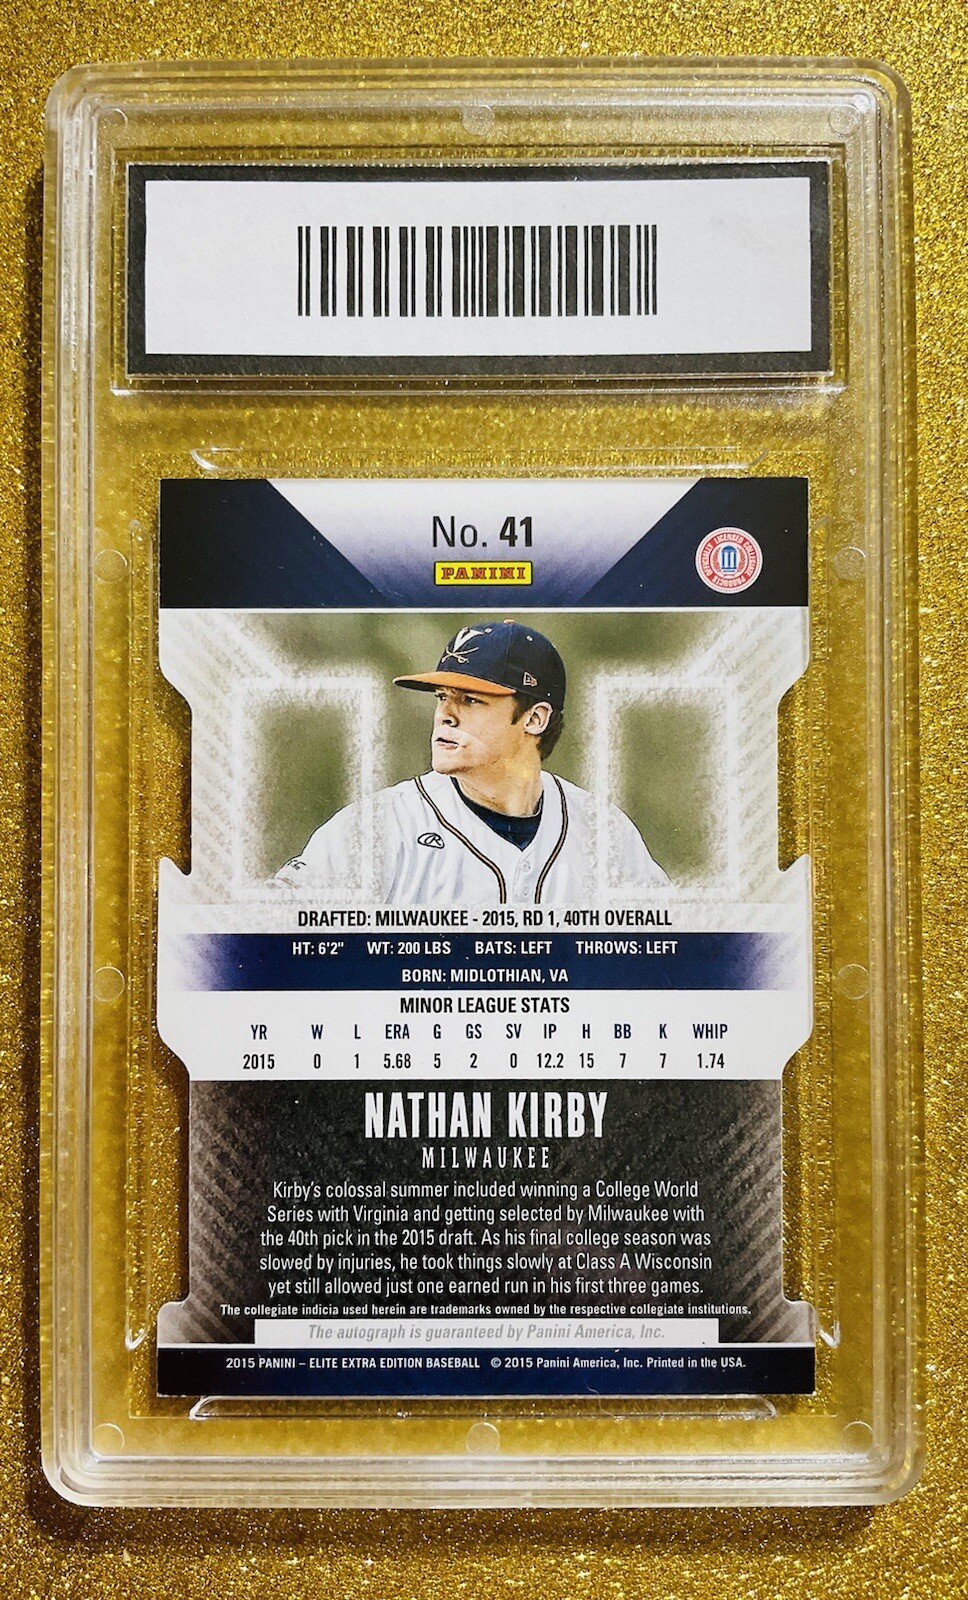 No. 41
PANINI
OFFICIALLY LICENSED COLLEGIATE PRODUCTS
V
DRAFTED: MILWAUKEE - 2015, RD 1, 40TH OVERALL
HT: 6'2" WT: 200 LBS BATS: LEFT THROWS: LEFT
BORN: MIDLOTHIAN, VA
MINOR LEAGUE STATS
YR W L ERA G GS SV IP H BB K WHIP
2015 0 1 5.68 5 2 0 12.2 15 7 7 1.74
NATHAN KIRBY
MILWAUKEE
Kirby's colossal summer included winning a College World
Series with Virginia and getting selected by Milwaukee with
the 40th pick in the 2015 draft. As his final college season was
slowed by injuries, he took things slowly at Class A Wisconsin
yet still allowed just one earned run in his first three games.
The collegiate indicia used herein are trademarks owned by the respective collegiate institutions.
The autograph is guaranteed by Panini America, Inc.
2015 PANINI – ELITE EXTRA EDITION BASEBALL © 2015 Panini America, Inc. Printed in the USA.